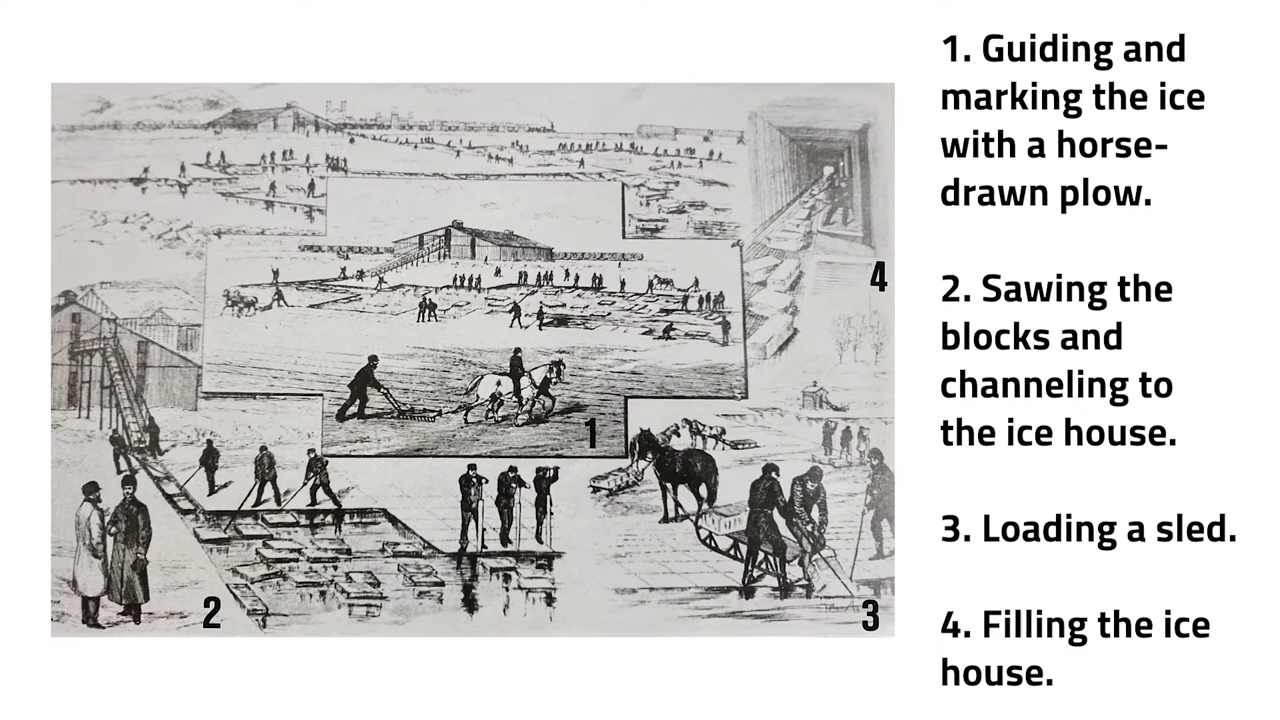 1. Guiding and
marking the ice
with a horse-
drawn plow.
2. Sawing the
blocks and
channeling to
the ice house.
3. Loading a sled.
4. Filling the ice
house.
4
1
2
3